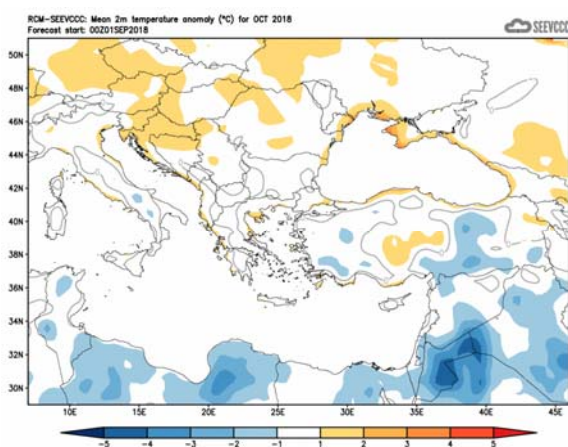 RCM-SEEVCCC: Mean 2m temperature anomaly (°C) for OCT 2018
Forecast start: 00Z01SEP2018
SEEVCCC
50N
48N
46N
44N
42N
40N
38N
36N
34N
32N
30N
10E 15E 20E 25E 30E 35E 40E 45E
-5 -4 -3 -2 -1 1 2 3 4 5